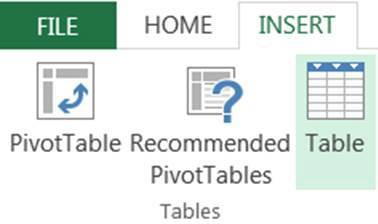 FILE HOME INSERT
PivotTable Recommended Table
PivotTables
Tables